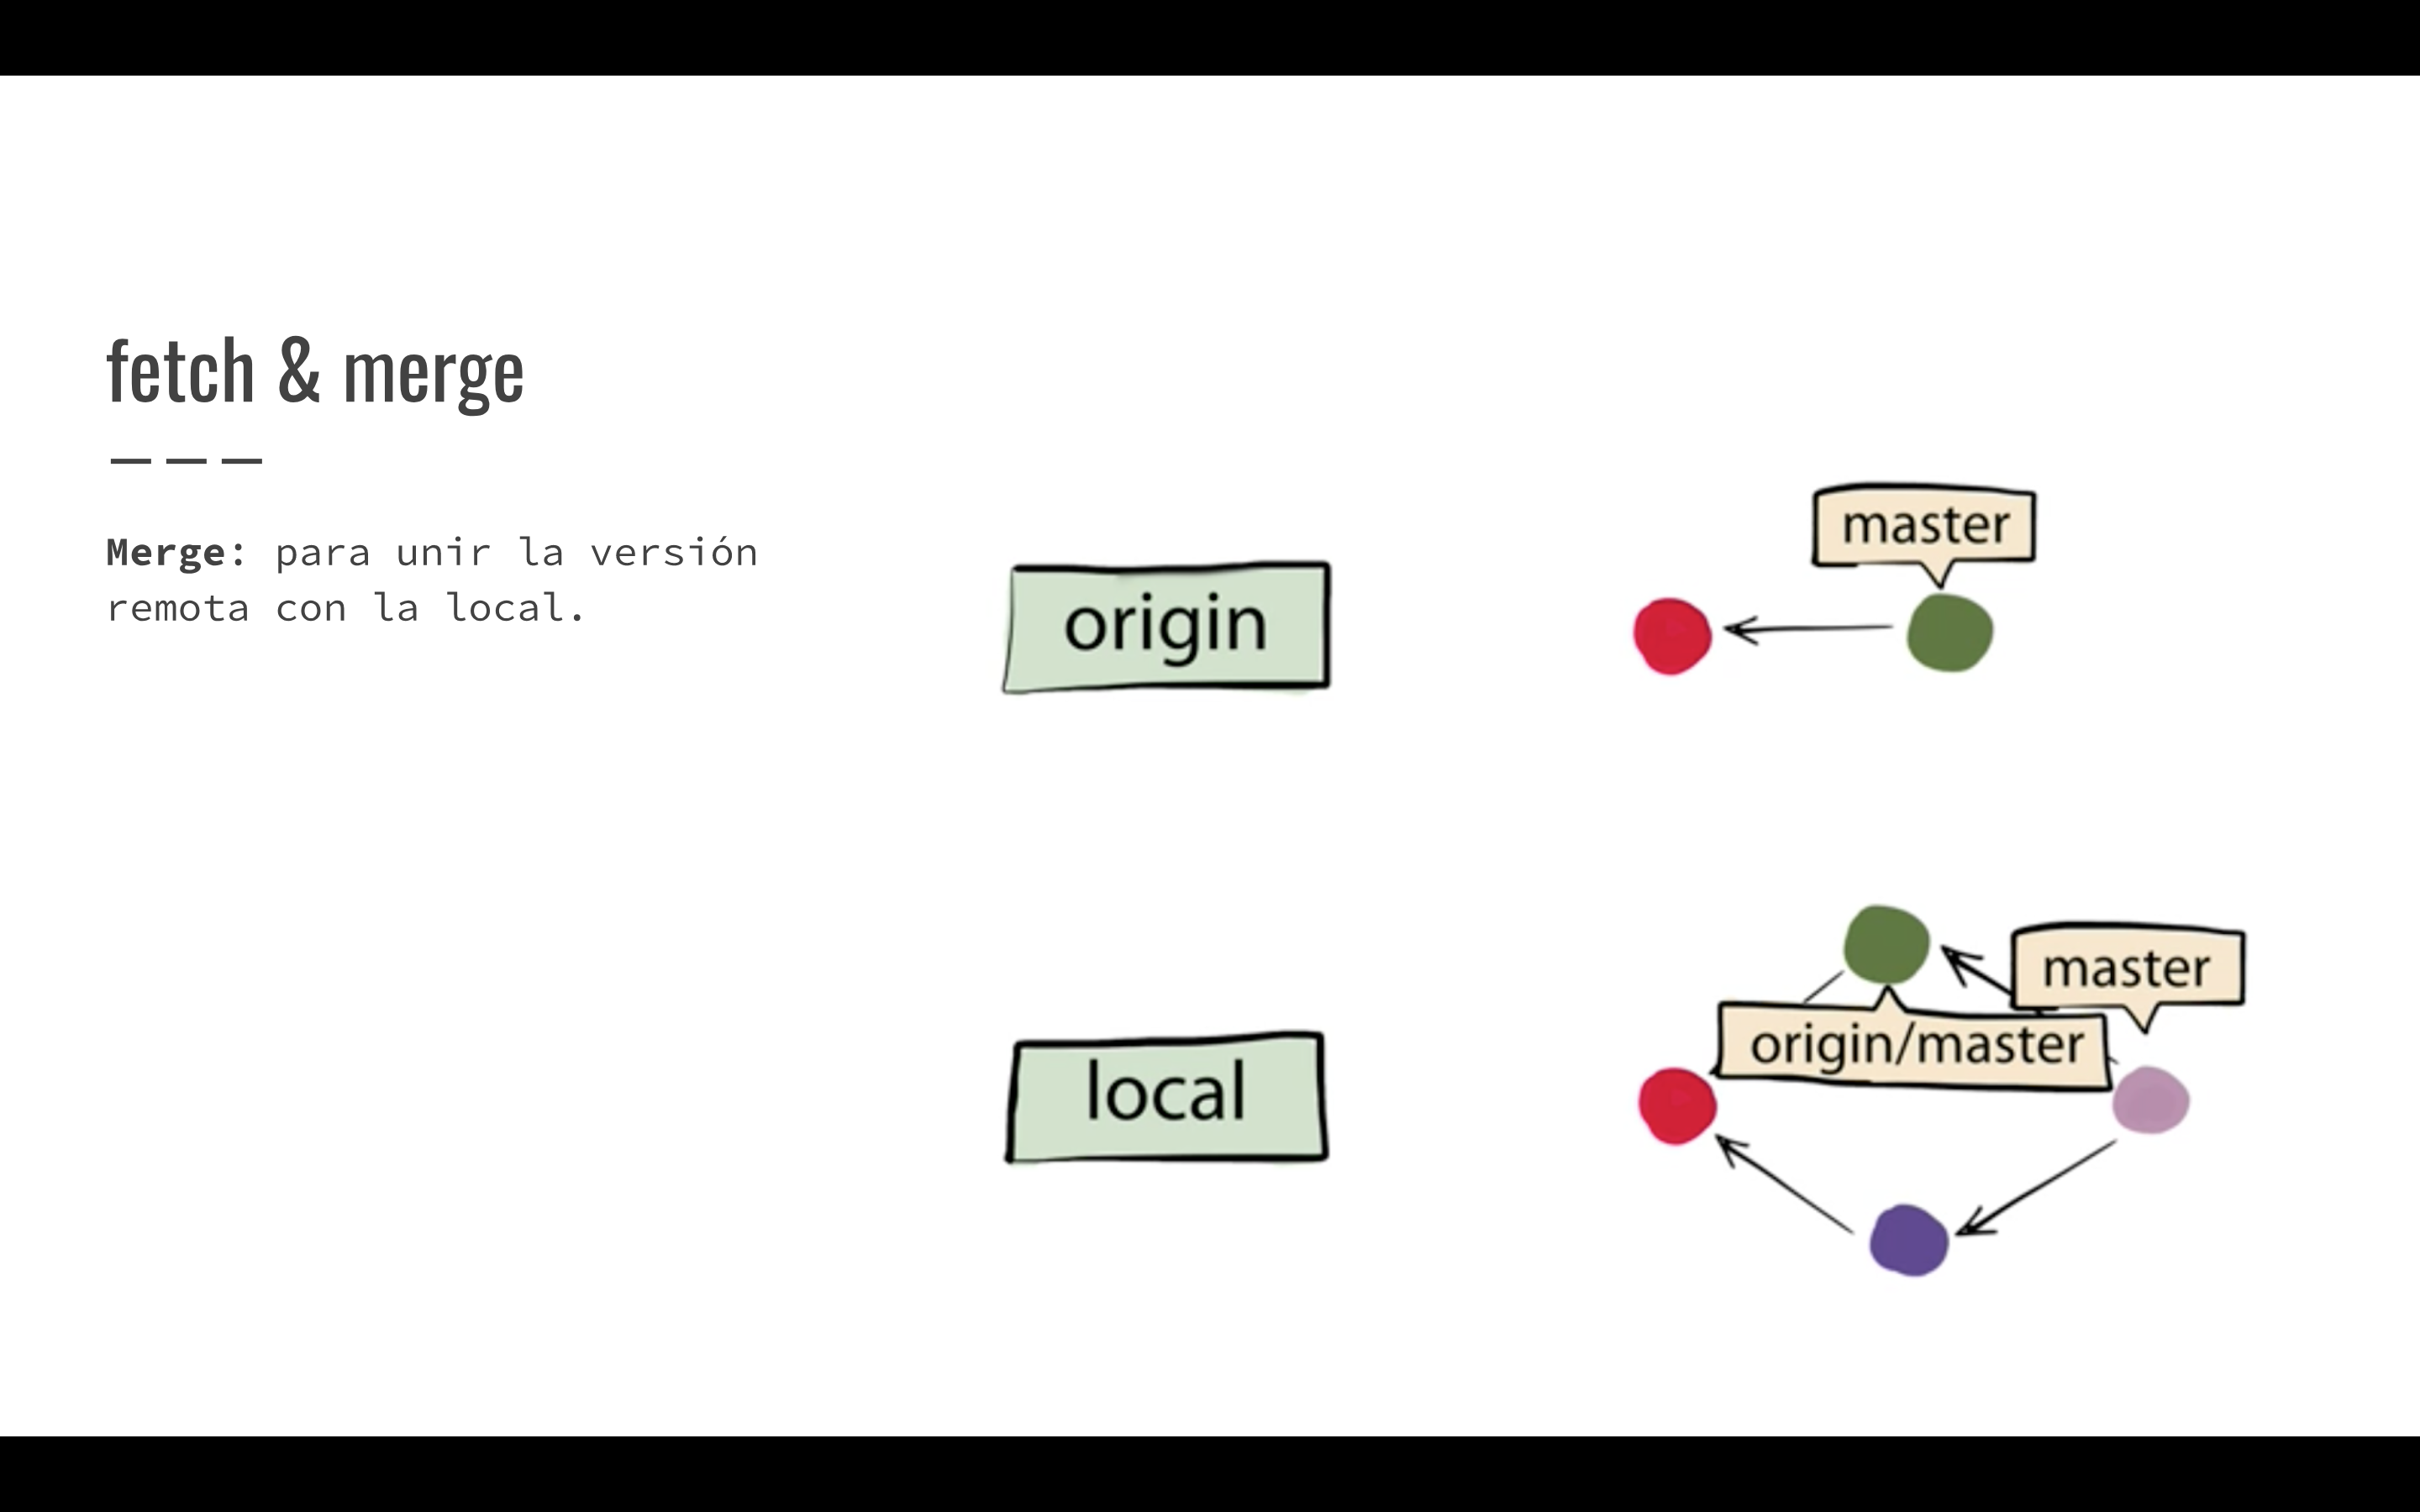 fetch & merge
Merge: para unir la versión
remota con la local.
origin
master
local
master
origin/master